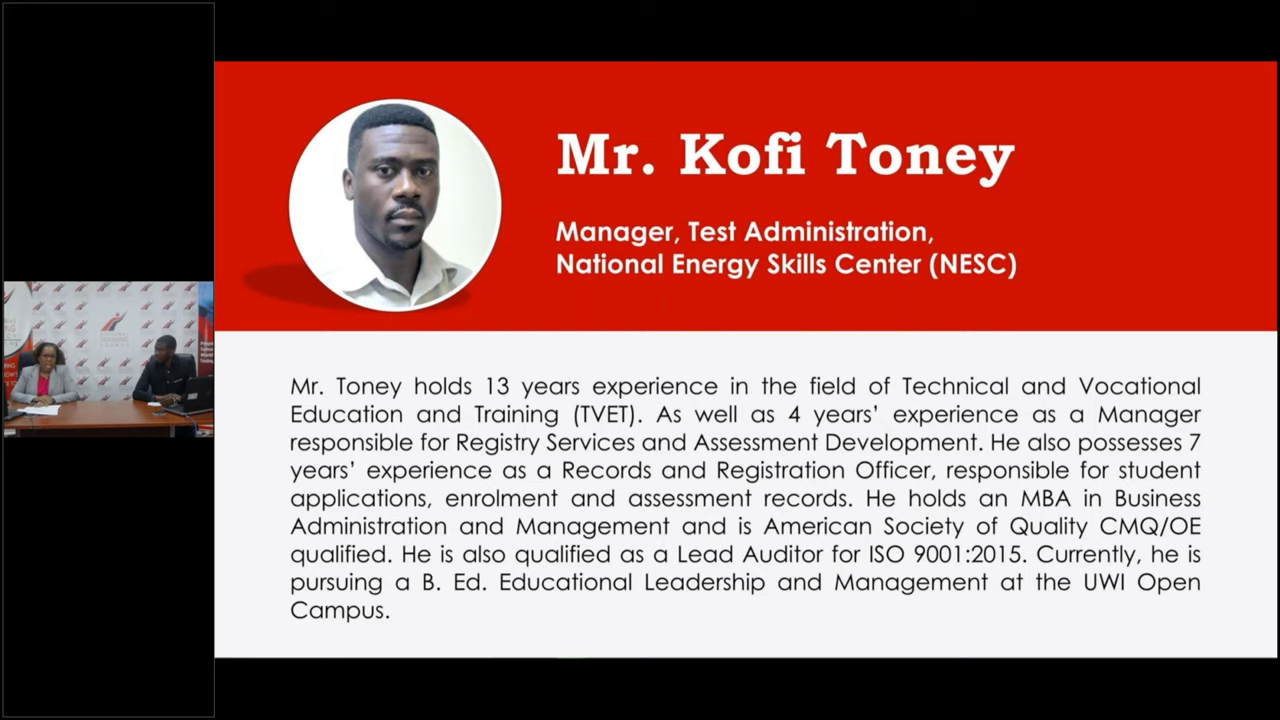 Mr. Kofi Toney
Manager, Test Administration,
National Energy Skills Center (NESC)
Mr. Toney holds 13 years experience in the field of Technical and Vocational
Education and Training (TVET). As well as 4 years’ experience as a Manager
responsible for Registry Services and Assessment Development. He also possesses 7
years’ experience as a Records and Registration Officer, responsible for student
applications, enrolment and assessment records. He holds an MBA in Business
Administration and Management and is American Society of Quality CMQ/OE
qualified. He is also qualified as a Lead Auditor for ISO 9001:2015. Currently, he is
pursuing a B. Ed. Educational Leadership and Management at the UWI Open
Campus.